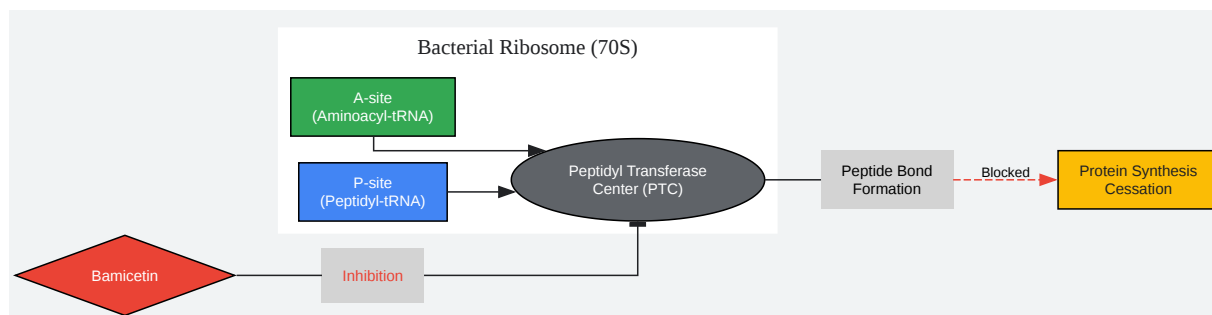 Bacterial Ribosome (70S)
A-site
(Aminoacyl-tRNA)
P-site
(Peptidyl-tRNA)
Peptidyl Transferase
Center (PTC)
Peptide Bond
Formation
Blocked
Protein Synthesis
Cessation
Bamicetin
Inhibition